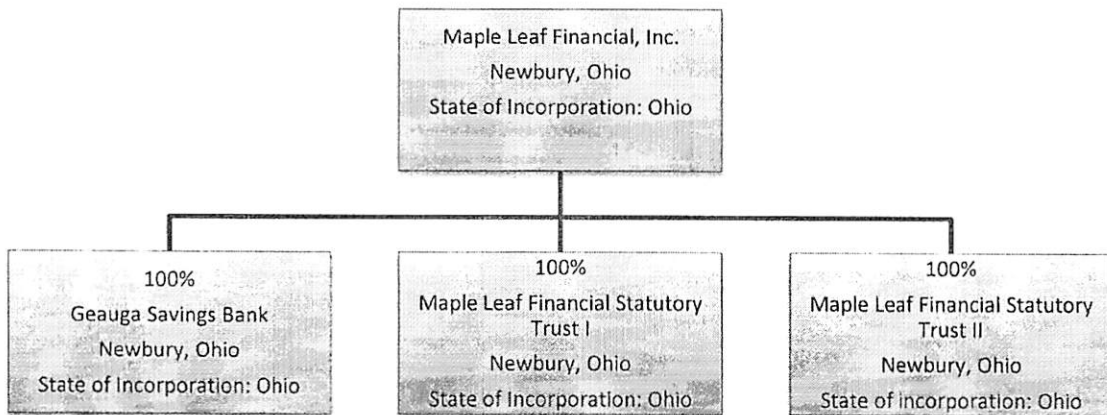 Maple Leaf Financial, Inc.
Newbury, Ohio
State of Incorporation: Ohio
100%
Geauga Savings Bank
Newbury, Ohio
State of Incorporation: Ohio
100%
Maple Leaf Financial Statutory
Trust I
Newbury, Ohio
State of Incorporation: Ohio
100%
Maple Leaf Financial Statutory
Trust II
Newbury, Ohio
State of incorporation: Ohio